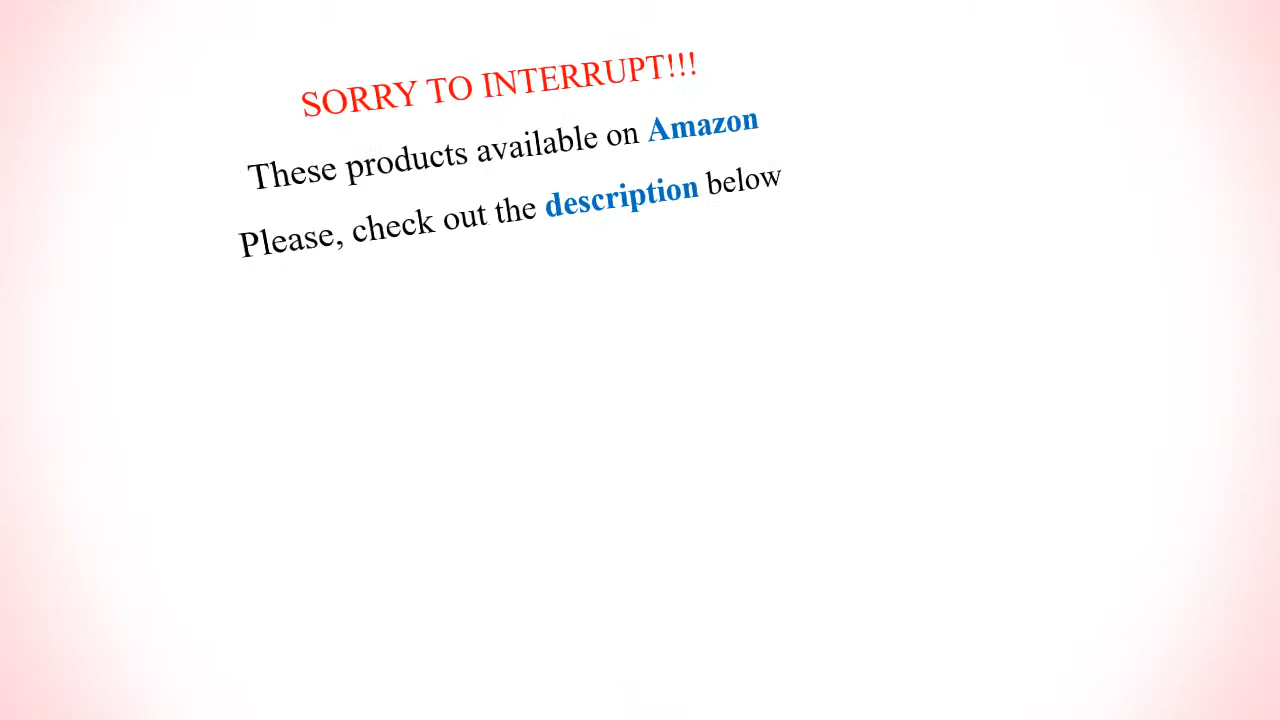 SORRY TO INTERRUPT!!!
These products available on Amazon
Please, check out the description below